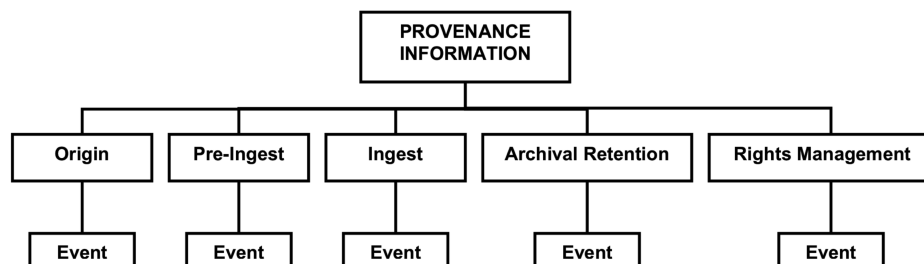 PROVENANCE
INFORMATION
Origin
Pre-Ingest
Ingest
Archival Retention
Rights Management
Event
Event
Event
Event
Event